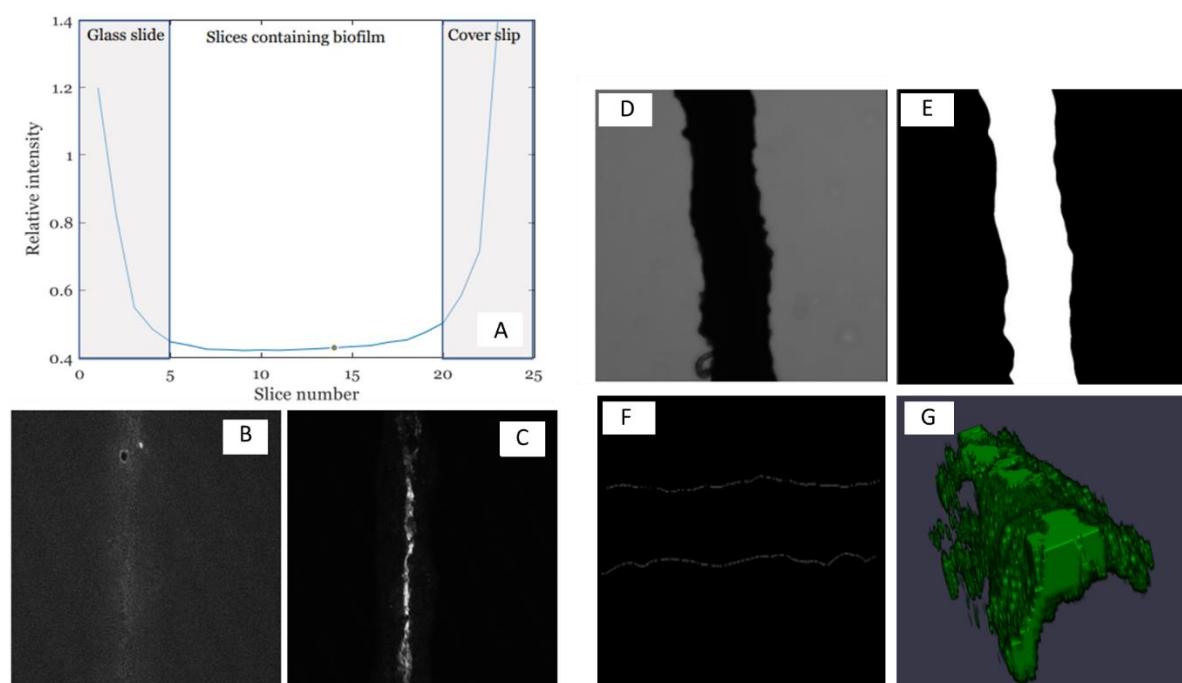 1.4
Glass slide
Slices containing biofilm
Cover slip
1.2
1
0.8
0.6
0.4
Relative intensity
0
5
10
15
20
25
Slice number
A
B
C
D
E
F
G